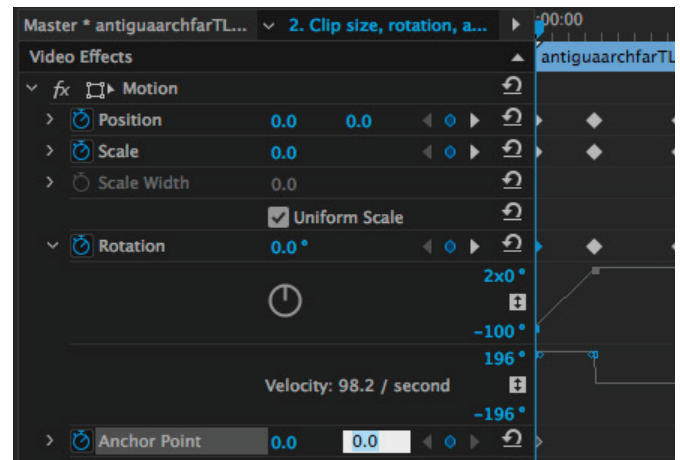 Master * antiguaarchfarTL... 2. Clip size, rotation, a... :00:00
Video Effects antiguaarchfarTL
fx Motion
Position 0.0 0.0
Scale 0.0
Scale Width 0.0
Uniform Scale
Rotation 0.0 °
2x0 °
-100 °
196 °
Velocity: 98.2 / second
-196 °
Anchor Point 0.0 0.0